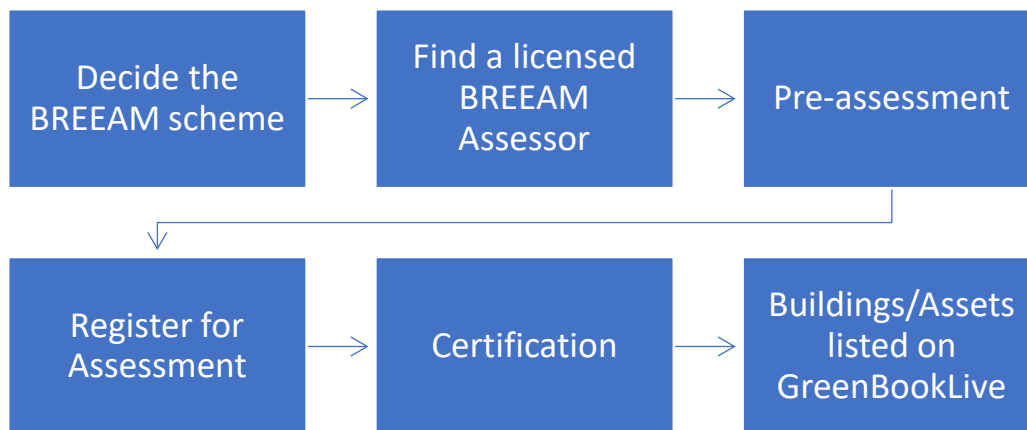 Decide the
BREEAM scheme
Find a licensed
BREEAM
Assessor
Pre-assessment
Register for
Assessment
Certification
Buildings/Assets
listed on
GreenBookLive